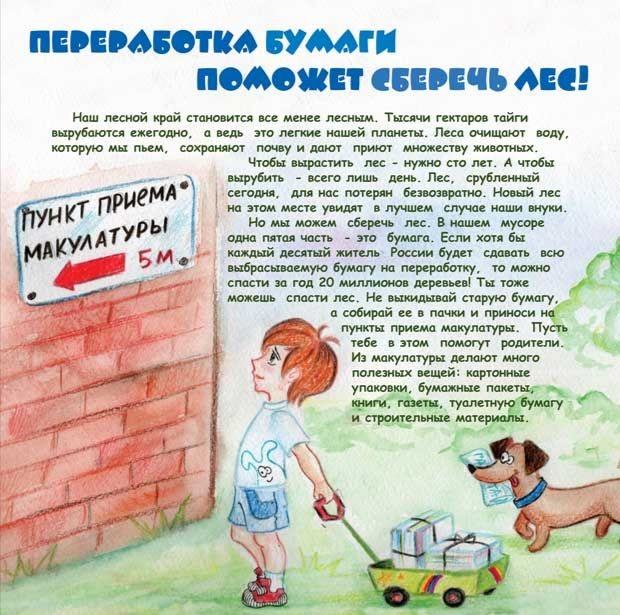 ПЕРЕРАБОТКА БУМАГИ
ПОМОЖЕТ СБЕРЕЧЬ ЛЕС!
Наш лесной край становится все менее лесным. Тысячи гектаров тайги
вырубаются ежегодно, а ведь это легкие нашей планеты. Леса очищают воду,
которую мы пьем, сохраняют почву и дают приют множеству животных.
Чтобы вырастить лес - нужно сто лет. А чтобы
вырубить - всего лишь день. Лес, срубленный
сегодня, для нас потерян безвозвратно. Новый лес
на этом месте увидят в лучшем случае наши внуки.
Но мы можем сберечь лес. В нашем мусоре
одна пятая часть - это бумага. Если хотя бы
каждый десятый житель России будет сдавать всю
выбрасываемую бумагу на переработку, то можно
спасти за год 20 миллионов деревьев! Ты тоже
можешь спасти лес. Не выкидывай старую бумагу,
а собирай ее в пачки и приноси на
пункты приема макулатуры. Пусть
тебе в этом помогут родители.
Из макулатуры делают много
полезных вещей: картонные
упаковки, бумажные пакеты,
книги, газеты, туалетную бумагу
и строительные материалы.
ПУНКТ ПРИЕМА
МАКУЛАТУРЫ
5м